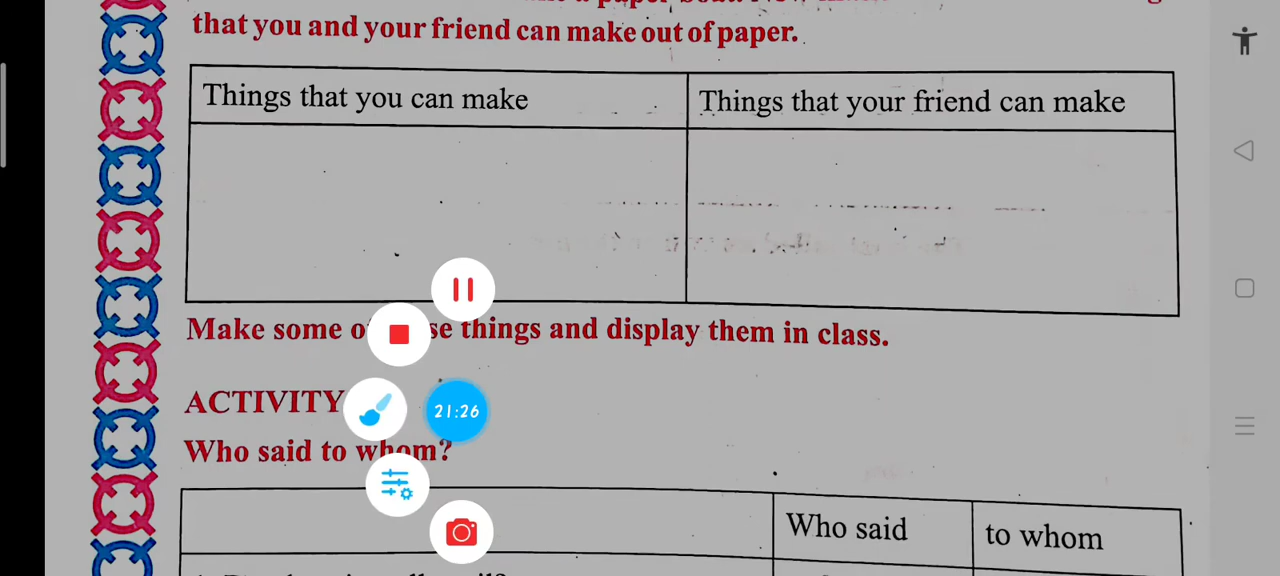 that you and your friend can make out of paper.
Things that you can make
Things that your friend can make
Make some things and display them in class.
ACTIVITY
21:26
Who said to whom?
Who said
to whom